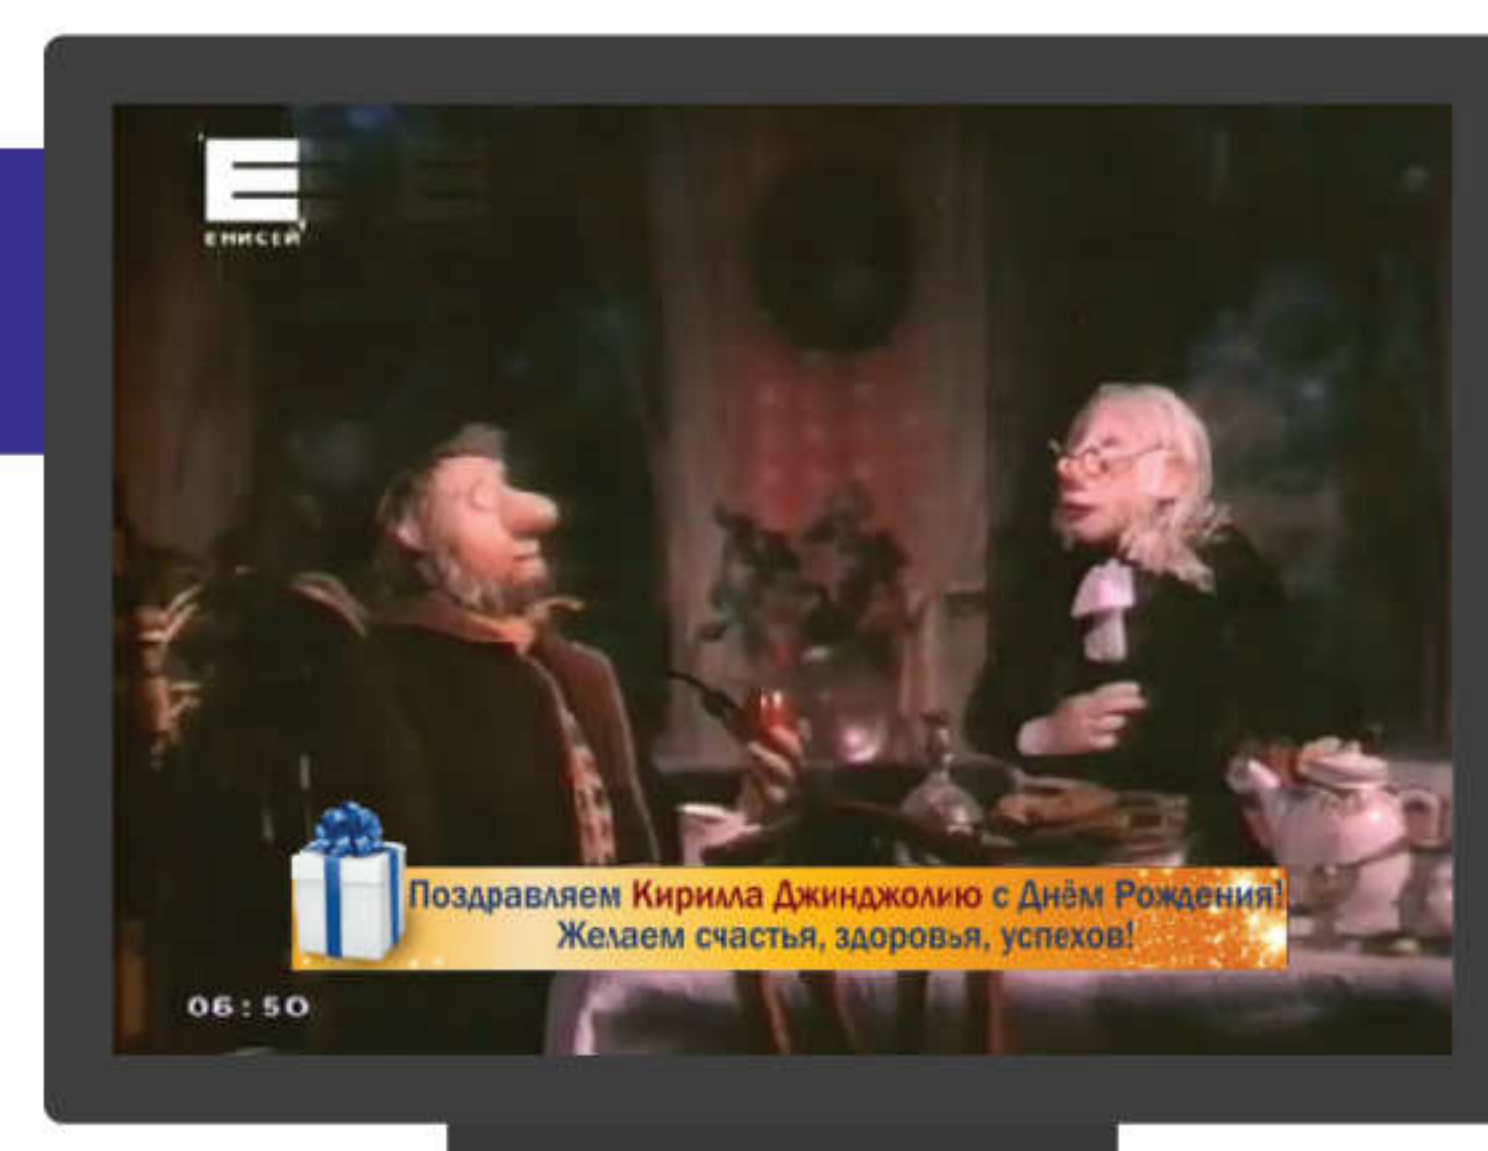 Е
ЕНИСЕЙ
Поздравляем Кирилла Джинджолию с Днём Рождения!
Желаем счастья, здоровья, успехов!
06:50